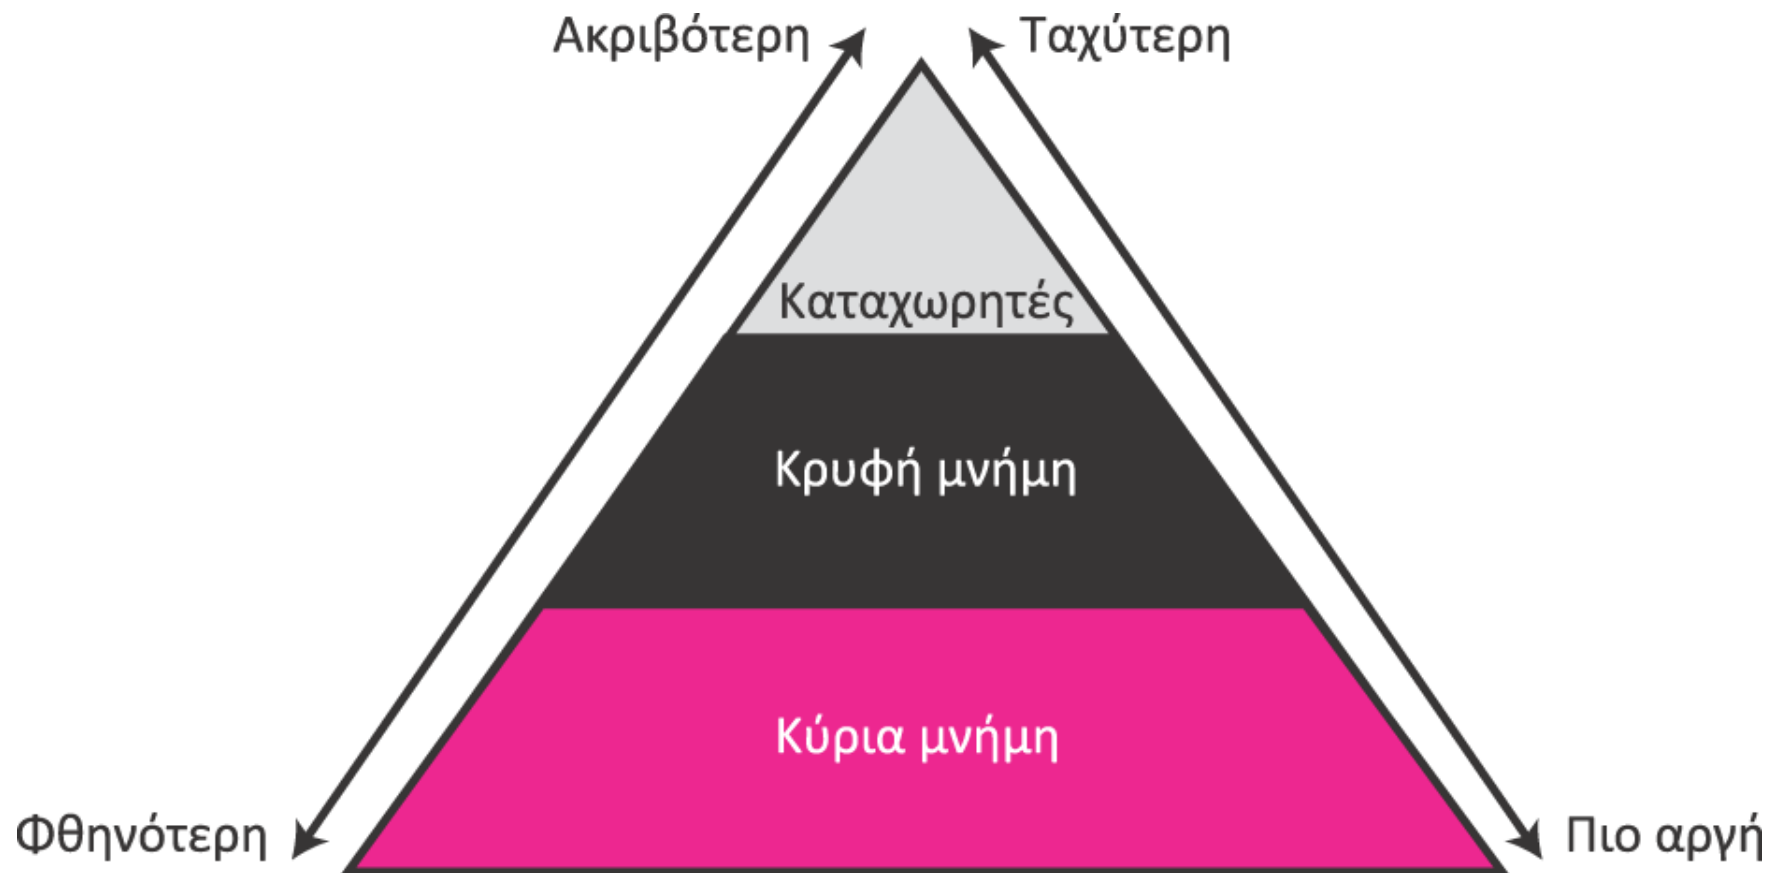 Ακριβότερη
Ταχύτερη
Καταχωρητές
Κρυφή μνήμη
Κύρια μνήμη
Φθηνότερη
Πιο αργή